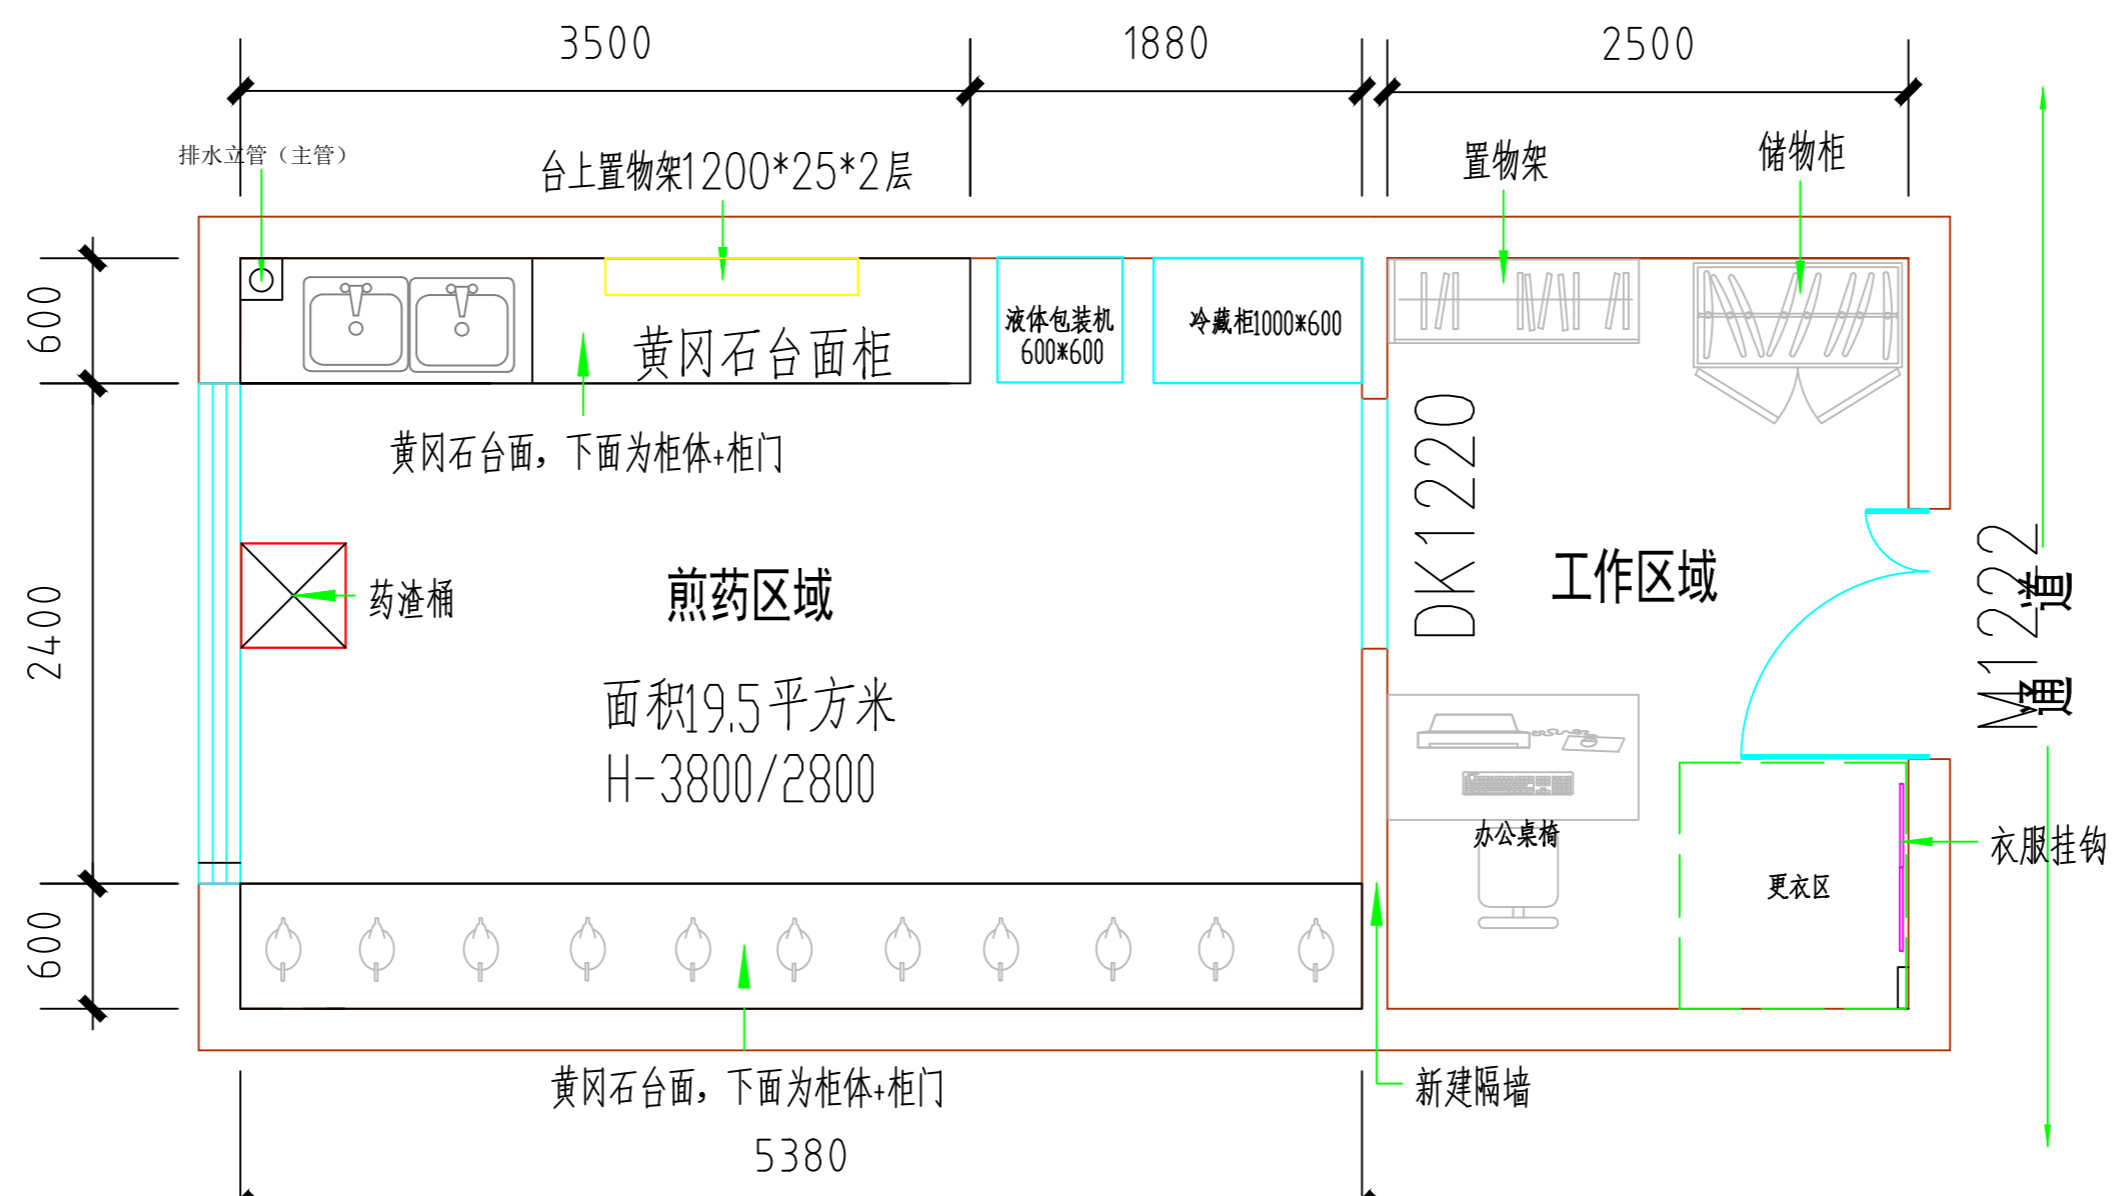 3500
1880
2500
排水立管（主管）
台上置物架1200*25*2层
置物架
储物柜
600
液体包装机
600*600
冷藏柜1000*600
黄冈石台面柜
黄冈石台面，下面为柜体+柜门
DK1220
2400
药渣桶
煎药区域
工作区域
M1222
通道
面积19.5平方米
H-3800/2800
办公桌椅
衣服挂钩
更衣区
600
黄冈石台面，下面为柜体+柜门
新建隔墙
5380